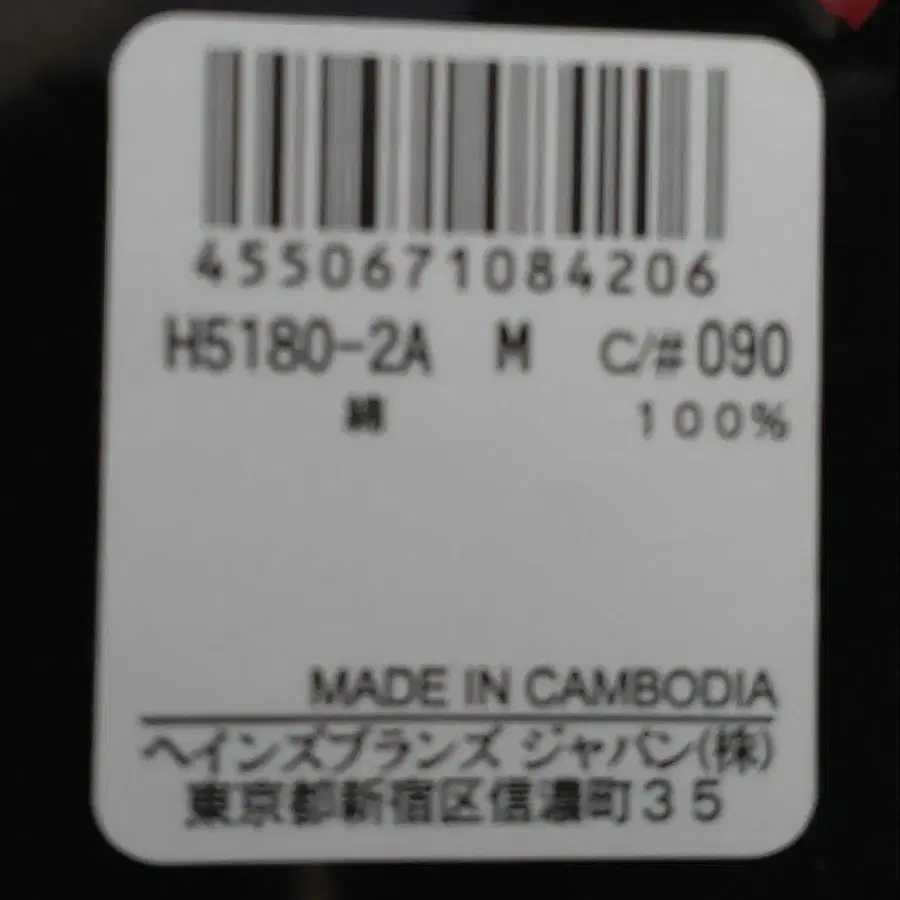 4550671084206
H5180-2A M C/# 090
綿 100%
MADE IN CAMBODIA
ヘインズブランズ ジャパン(株)
東京都新宿区信濃町35